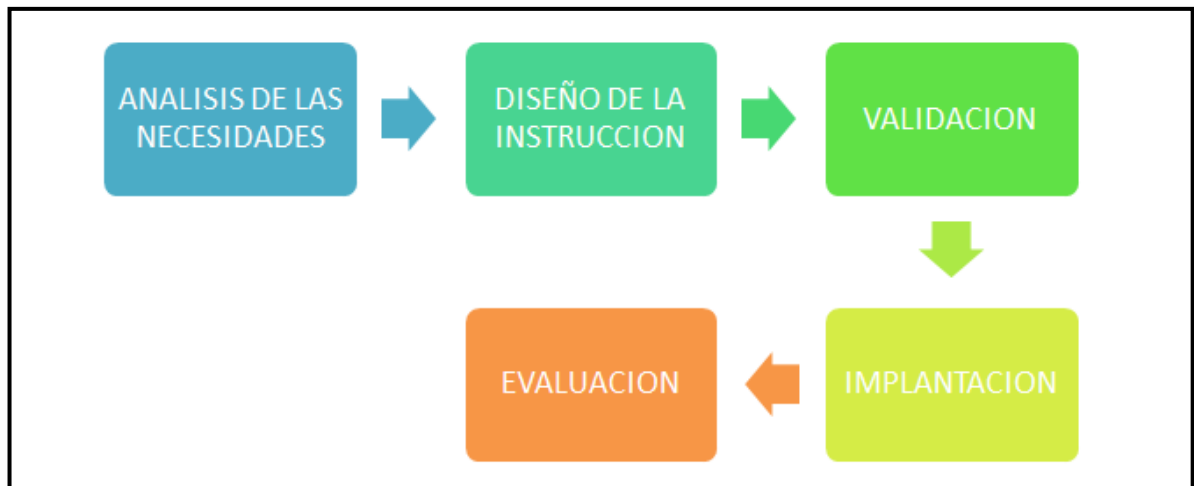 ANALISIS DE LAS
NECESIDADES
DISEÑO DE LA
INSTRUCCION
VALIDACION
IMPLANTACION
EVALUACION